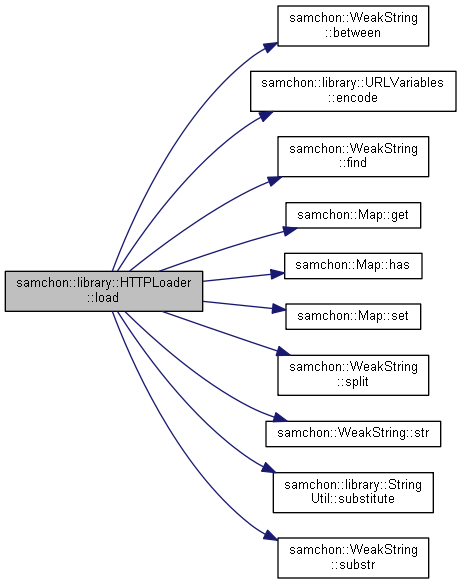 samchon::WeakString
::between
samchon::library::URLVariables
::encode
samchon::WeakString
::find
samchon::Map::get
samchon::Map::has
samchon::library::HTTPLoader
::load
samchon::Map::set
samchon::WeakString
::split
samchon::WeakString::str
samchon::library::String
Util::substitute
samchon::WeakString
::substr